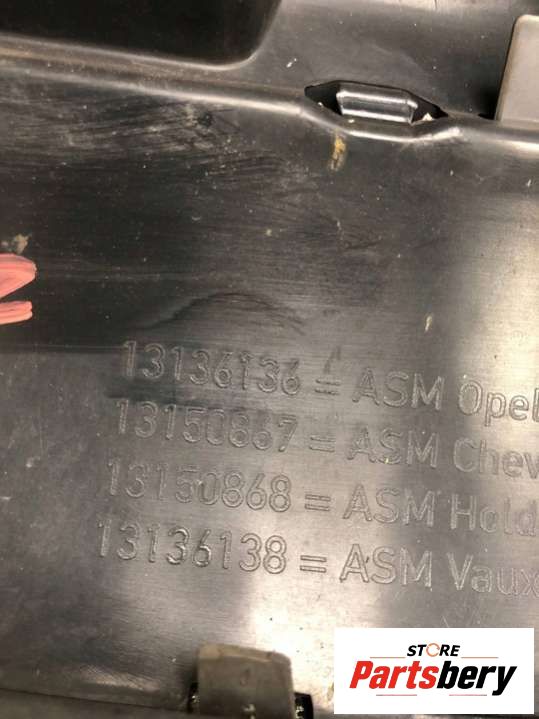 13136136 = ASM Opel
13150867 = ASM Chev
13150868 = ASM Hold
13136138 = ASM Vaux
STORE
Partsbery